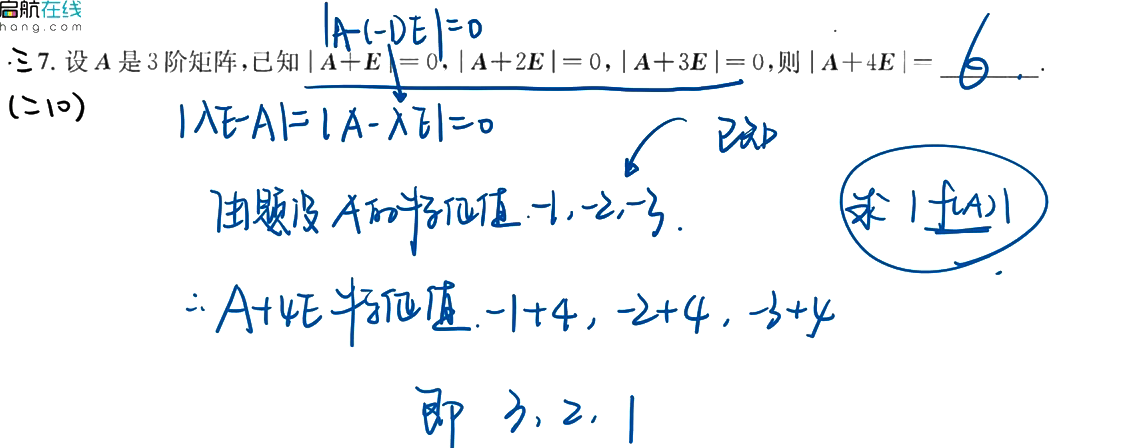 启航在线
hang.com
|A-(-1)E|=0
三7. 设 A 是 3 阶矩阵,已知 | A+E |=0, | A+2E |=0, | A+3E |=0,则 | A+4E |= 6 .
(二10)
|λE-A|=|A-λE|=0
已知
由题设 A的特征值 -1,-2,-3.
求 |f(A)|
∴ A+4E 特征值 -1+4, -2+4, -3+4
即 3, 2, 1